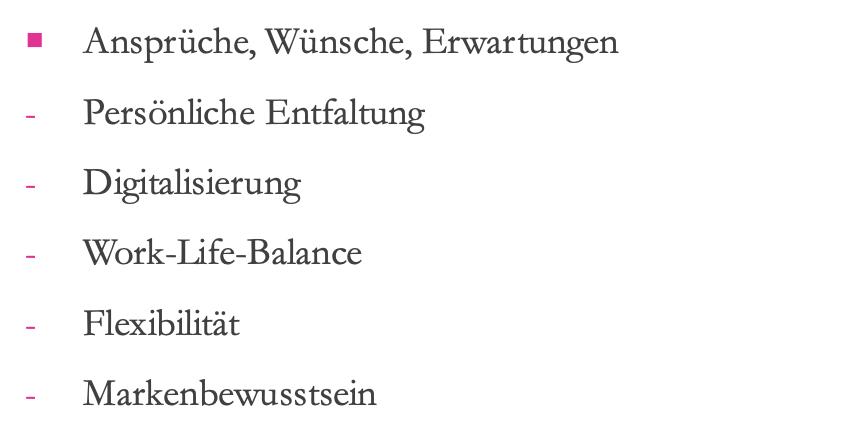 ▪ Ansprüche, Wünsche, Erwartungen
- Persönliche Entfaltung
- Digitalisierung
- Work-Life-Balance
- Flexibilität
- Markenbewusstsein